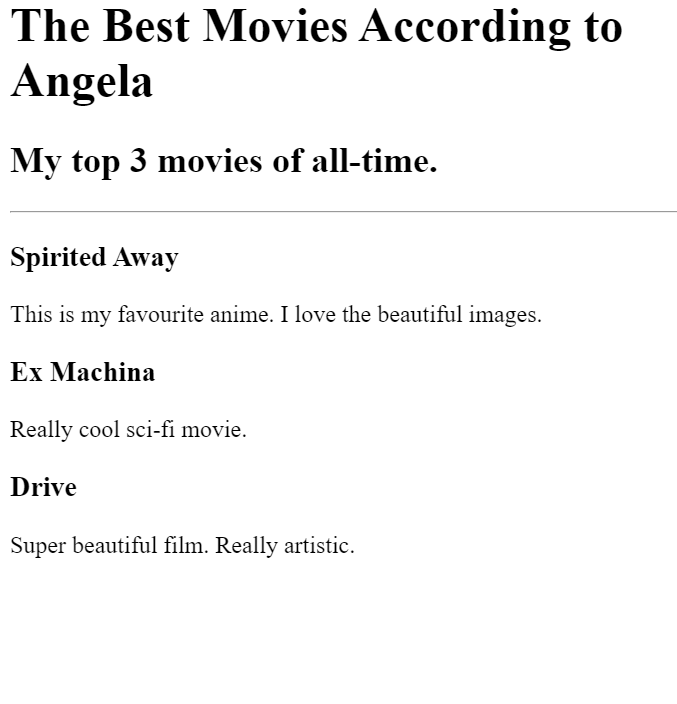 The Best Movies According to
Angela
My top 3 movies of all-time.
Spirited Away
This is my favourite anime. I love the beautiful images.
Ex Machina
Really cool sci-fi movie.
Drive
Super beautiful film. Really artistic.